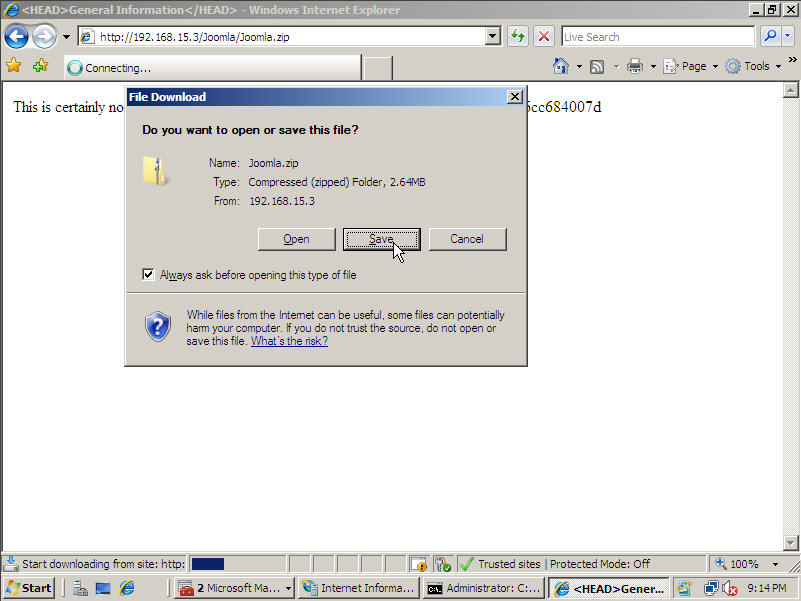 <HEAD>General Information</HEAD> - Windows Internet Explorer
http://192.168.15.3/Joomla/Joomla.zip
Live Search
Connecting...
Page
Tools
This is certainly no
cc684007d
File Download
Do you want to open or save this file?
Name: Joomla.zip
Type: Compressed (zipped) Folder, 2.64MB
From: 192.168.15.3
Open
Save
Cancel
Always ask before opening this type of file
While files from the Internet can be useful, some files can potentially
harm your computer. If you do not trust the source, do not open or
save this file. What's the risk?
Start downloading from site: http:
Trusted sites | Protected Mode: Off
100%
Start
2 Microsoft Ma...
Internet Informa...
Administrator: C:...
<HEAD>Gener...
9:14 PM